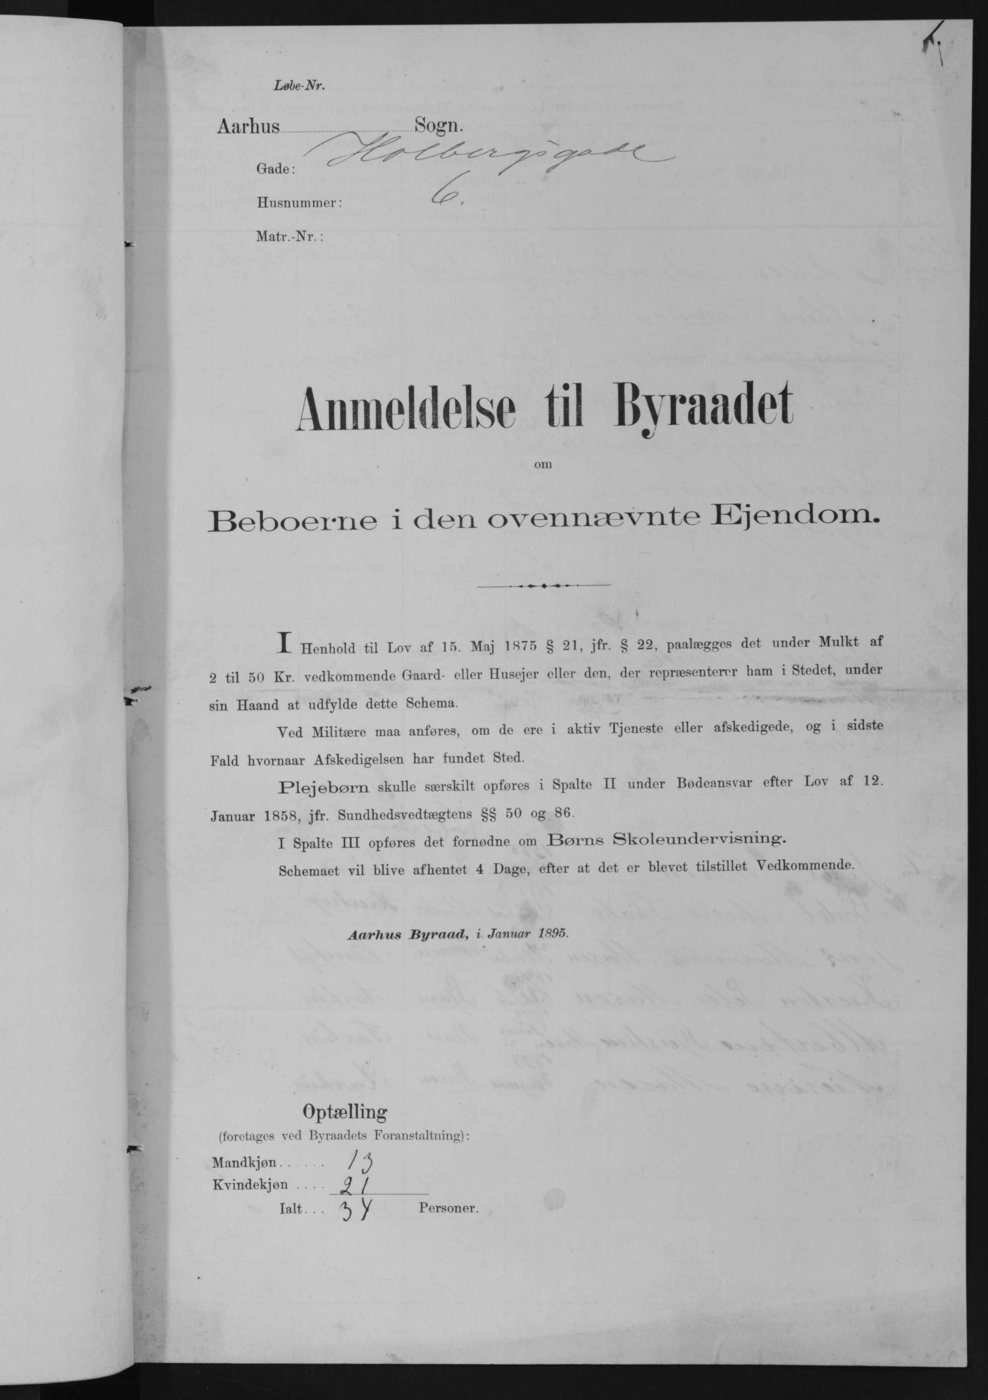 Løbe-Nr.
Aarhus Sogn.
Gade: Holbergsgade
Husnummer: 6.
Matr.-Nr.:
Anmeldelse til Byraadet
om
Beboerne i den ovennævnte Ejendom.
I Henhold til Lov af 15. Maj 1875 § 21, jfr. § 22, paalægges det under Mulkt af
2 til 50 Kr. vedkommende Gaard- eller Husejer eller den, der repræsenterer ham i Stedet, under
sin Haand at udfylde dette Schema.
Ved Militære maa anføres, om de ere i aktiv Tjeneste eller afskedigede, og i sidste
Fald hvornaar Afskedigelsen har fundet Sted.
Plejebørn skulle særskilt opføres i Spalte II under Bødeansvar efter Lov af 12.
Januar 1858, jfr. Sundhedsvedtægtens §§ 50 og 86.
I Spalte III opføres det fornødne om Børns Skoleundervisning.
Schemaet vil blive afhentet 4 Dage, efter at det er blevet tilstillet Vedkommende.
Aarhus Byraad, i Januar 1895.
Optælling
(foretages ved Byraadets Foranstaltning):
Mandkjøn...... 13
Kvindekjøn .... 21
Ialt... 34 Personer.